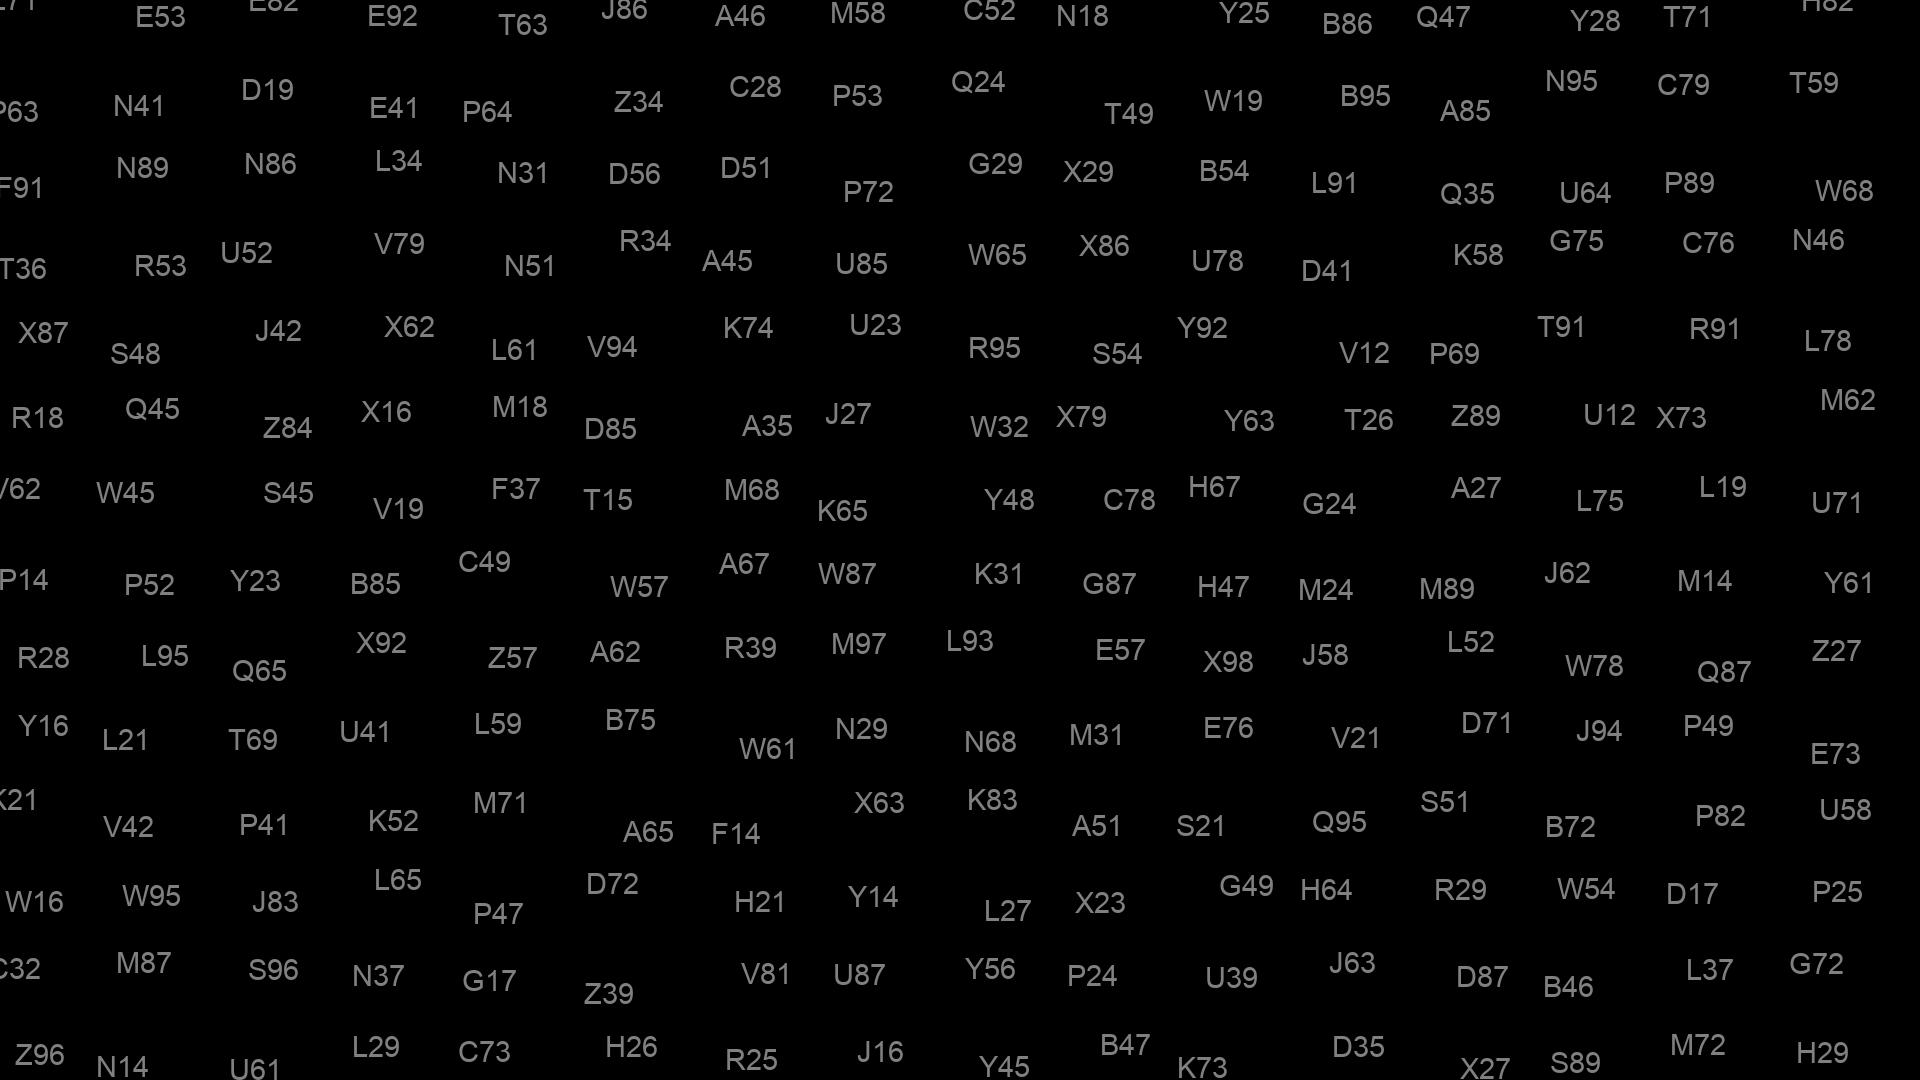 E53 E82 E92 T63 J86 A46 M58 C52 N18 Y25 B86 Q47 Y28 T71 H82
P63 N41 D19 E41 P64 Z34 C28 P53 Q24 T49 W19 B95 A85 N95 C79 T59
F91 N89 N86 L34 N31 D56 D51 P72 G29 X29 B54 L91 Q35 U64 P89 W68
T36 R53 U52 V79 N51 R34 A45 U85 W65 X86 U78 D41 K58 G75 C76 N46
X87 S48 J42 X62 L61 V94 K74 U23 R95 S54 Y92 V12 P69 T91 R91 L78
R18 Q45 Z84 X16 M18 D85 A35 J27 W32 X79 Y63 T26 Z89 U12 X73 M62
V62 W45 S45 V19 F37 T15 M68 K65 Y48 C78 H67 G24 A27 L75 L19 U71
P14 P52 Y23 B85 C49 W57 A67 W87 K31 G87 H47 M24 M89 J62 M14 Y61
R28 L95 Q65 X92 Z57 A62 R39 M97 L93 E57 X98 J58 L52 W78 Q87 Z27
Y16 L21 T69 U41 L59 B75 W61 N29 N68 M31 E76 V21 D71 J94 P49 E73
K21 V42 P41 K52 M71 A65 F14 X63 K83 A51 S21 Q95 S51 B72 P82 U58
W16 W95 J83 L65 P47 D72 H21 Y14 L27 X23 G49 H64 R29 W54 D17 P25
C32 M87 S96 N37 G17 Z39 V81 U87 Y56 P24 U39 J63 D87 B46 L37 G72
Z96 N14 U61 L29 C73 H26 R25 J16 Y45 B47 K73 D35 X27 S89 M72 H29